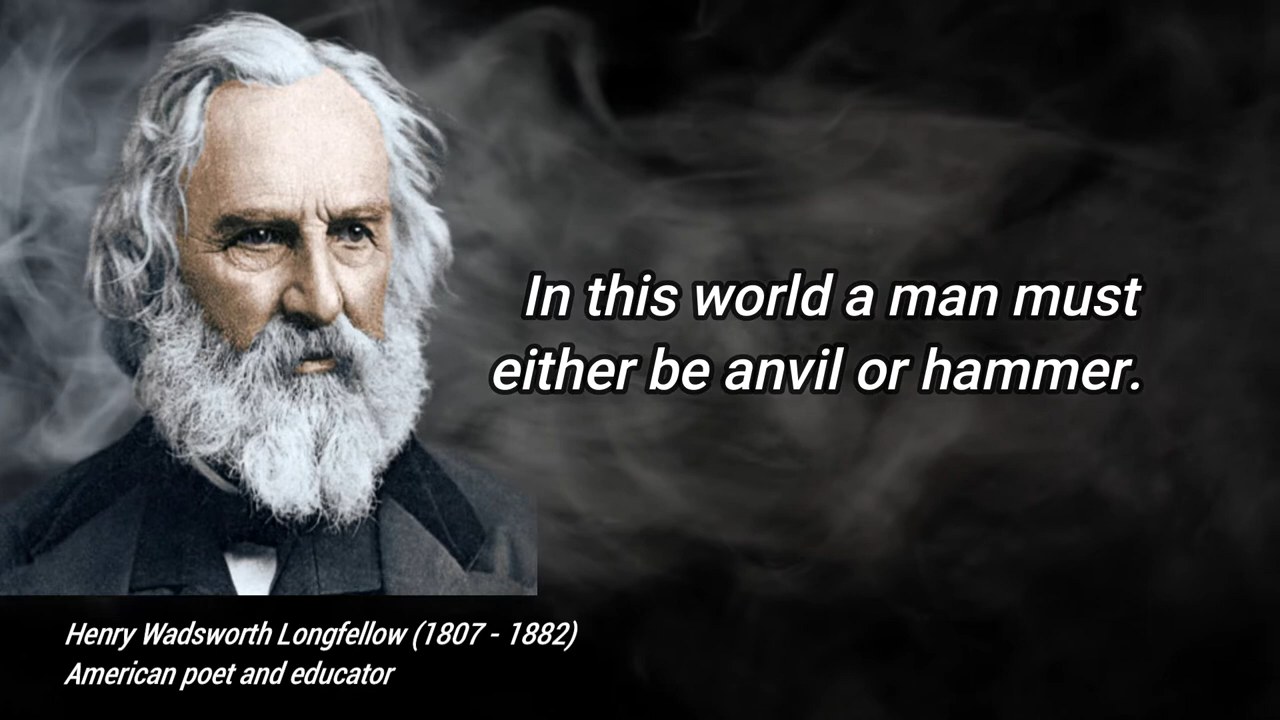 In this world a man must
either be anvil or hammer.
Henry Wadsworth Longfellow (1807 - 1882)
American poet and educator